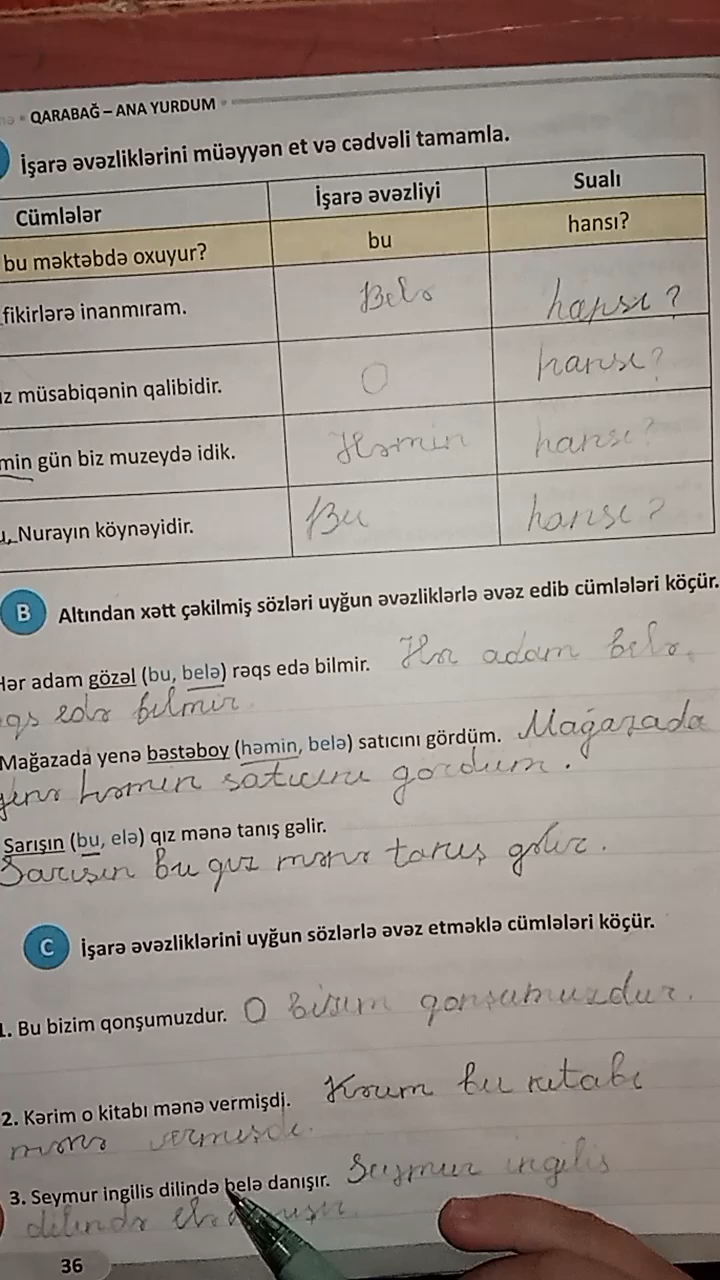 QARABAĞ – ANA YURDUM
İşarə əvəzliklərini müəyyən et və cədvəli tamamla.
Cümlələr İşarə əvəzliyi Sualı
bu məktəbdə oxuyur? bu hansı?
fikirlərə inanmıram. Belə hansı?
müsabiqənin qalibidir. O hansı?
min gün biz muzeydə idik. Həmin hansı?
Nurayın köynəyidir. Bu hansı?
B Altından xətt çəkilmiş sözləri uyğun əvəzliklərlə əvəz edib cümlələri köçür.
Hər adam gözəl (bu, belə) rəqs edə bilmir. Hər adam belə
qs edə bilmir.
Mağazada yenə bəstəboy (həmin, belə) satıcını gördüm. Mağazada
yenə həmin satıcını gördüm.
Sarışın (bu, elə) qız mənə tanış gəlir.
Sarışın bu qız mənə tanış gəlir.
C İşarə əvəzliklərini uyğun sözlərlə əvəz etməklə cümlələri köçür.
1. Bu bizim qonşumuzdur. O bizim qonşumuzdur.
2. Kərim o kitabı mənə vermişdi. Kərim bu kitabı
mənə vermişdi.
3. Seymur ingilis dilində belə danışır. Seymur ingilis
dilində
36